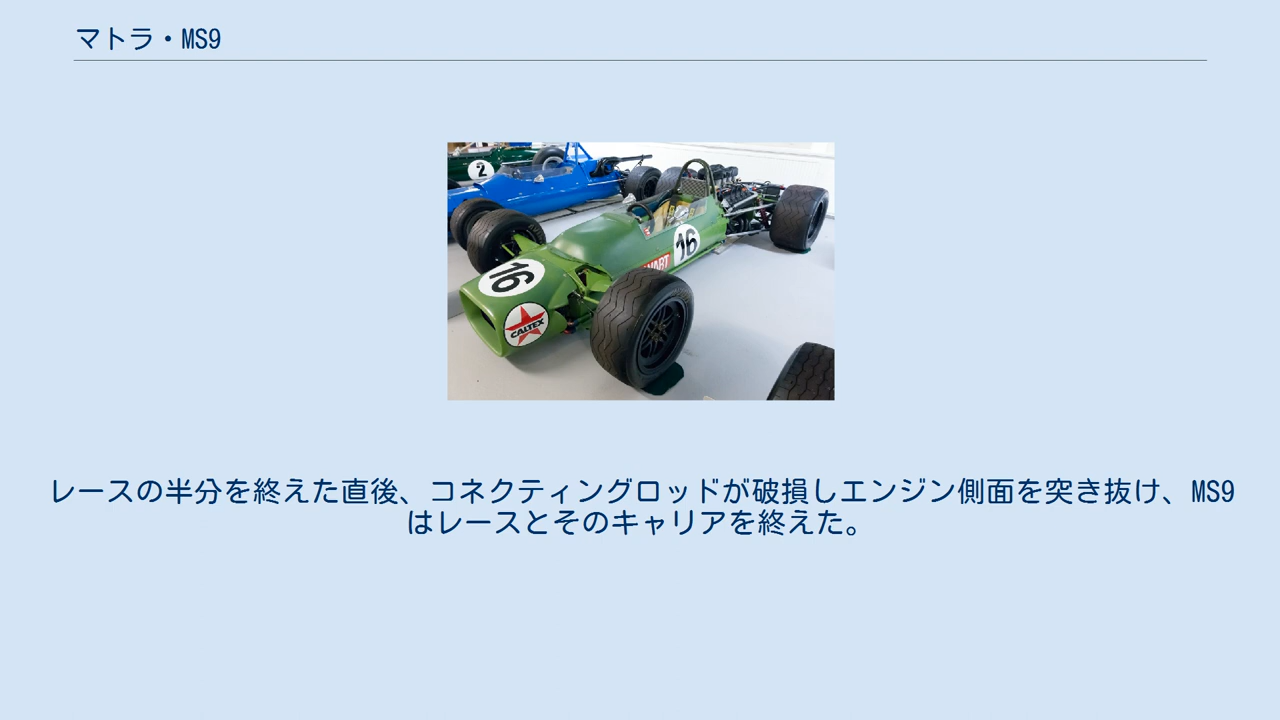 マトラ・MS9
2
16
16
CALTEX
レースの半分を終えた直後、コネクティングロッドが破損しエンジン側面を突き抜け、MS9
はレースとそのキャリアを終えた。